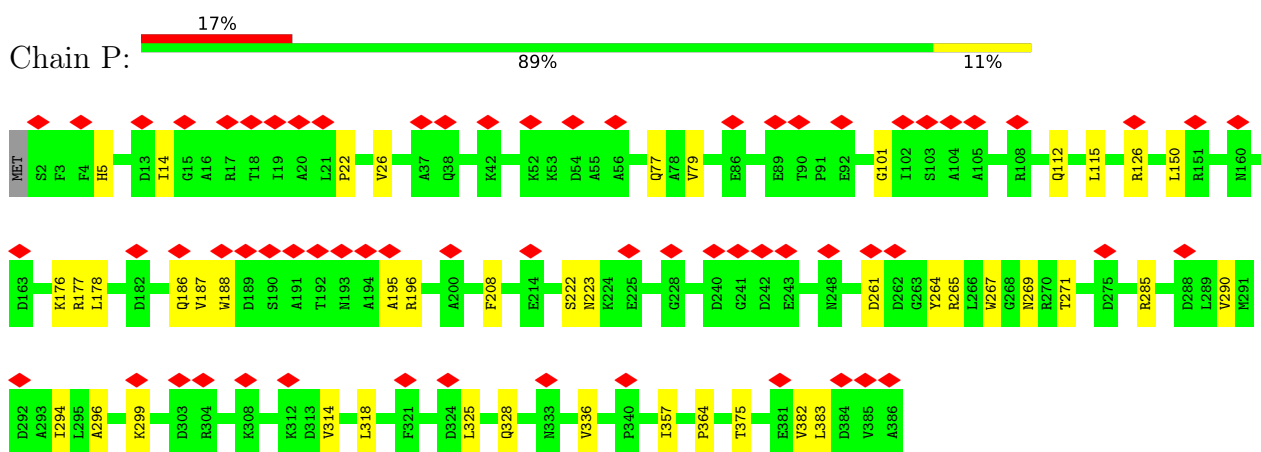 17%
Chain P:
89%
11%
MET S2 F3 F4 H5 D13 I14 G15 A16 R17 T18 I19 A20 L21 P22 V26 A37 Q38 K42 K52 K53 D54 A55 A56 Q77 A78 V79 E86 E89 T90 P91 E92 G101 I102 S103 A104 A105 R108 Q112 L115 R126 L150 R151 N160
D163 K176 R177 L178 D182 Q186 V187 W188 D189 S190 A191 T192 N193 A194 A195 R196 A200 F208 E214 S222 N223 K224 E225 G228 D240 G241 D242 E243 N248 D261 D262 G263 Y264 R265 L266 W267 G268 N269 R270 T271 D275 R285 D288 L289 V290 M291
D292 A293 I294 L295 A296 K299 D303 R304 K308 K312 D313 V314 L318 F321 D324 L325 Q328 N333 V336 P340 I357 P364 T375 E381 V382 L383 D384 V385 A386